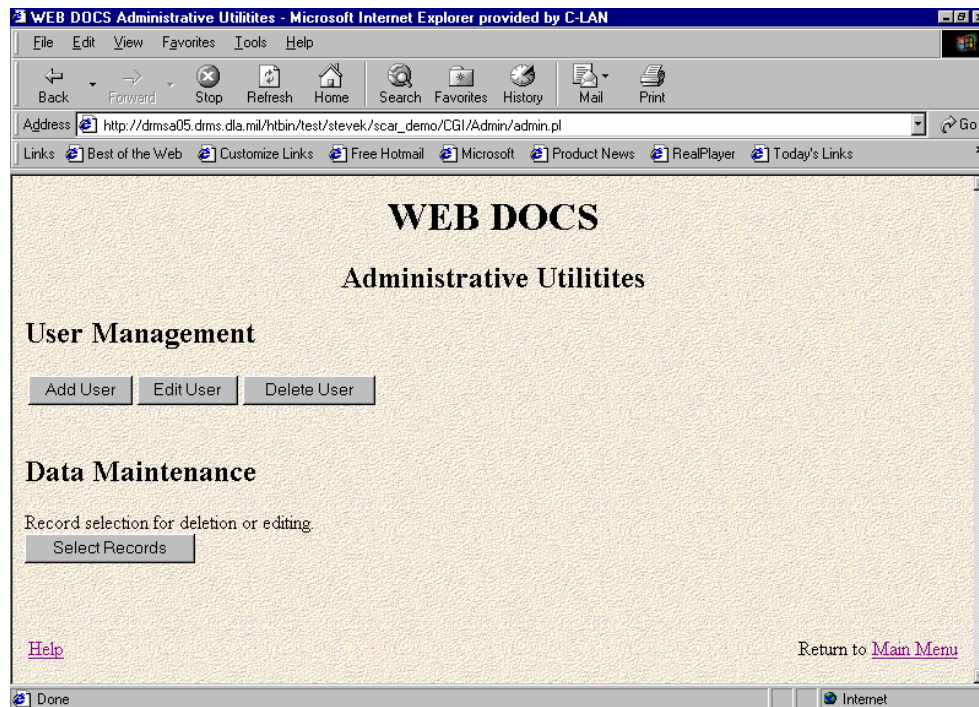 WEB DOCS Administrative Utilitites - Microsoft Internet Explorer provided by C-LAN
File Edit View Favorites Tools Help
Back Forward Stop Refresh Home Search Favorites History Mail Print
Address http://drmsa05.drms.dla.mil/htbin/test/stevek/scar_demo/CGI/Admin/admin.pl Go
Links Best of the Web Customize Links Free Hotmail Microsoft Product News RealPlayer Today's Links
WEB DOCS
Administrative Utilitites
User Management
Add User Edit User Delete User
Data Maintenance
Record selection for deletion or editing.
Select Records
Help Return to Main Menu
Done Internet